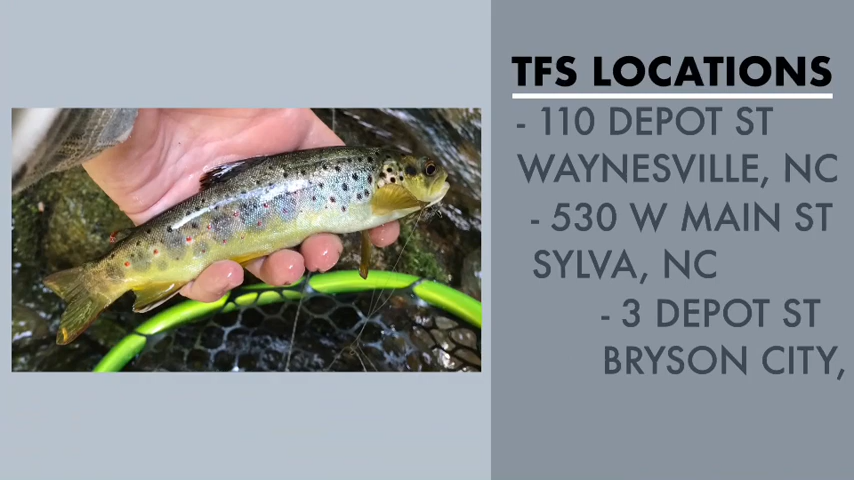 TFS LOCATIONS
- 110 DEPOT ST
WAYNESVILLE, NC
- 530 W MAIN ST
SYLVA, NC
- 3 DEPOT ST
BRYSON CITY,